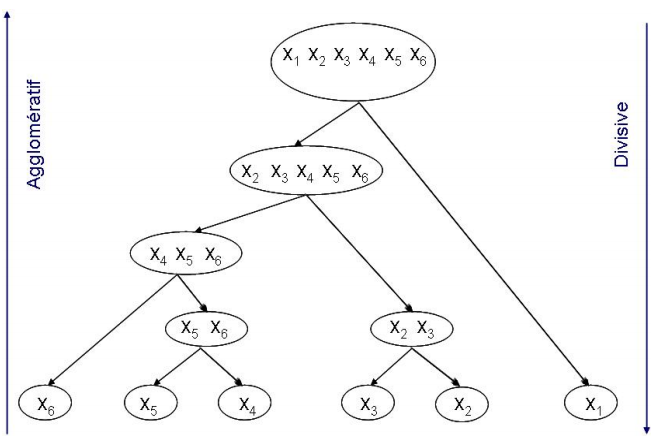 X₁ X₂ X₃ X₄ X₅ X₆
Agglomératif
Divisive
X₂ X₃ X₄ X₅ X₆
X₄ X₅ X₆
X₅ X₆
X₂ X₃
X₆
X₅
X₄
X₃
X₂
X₁